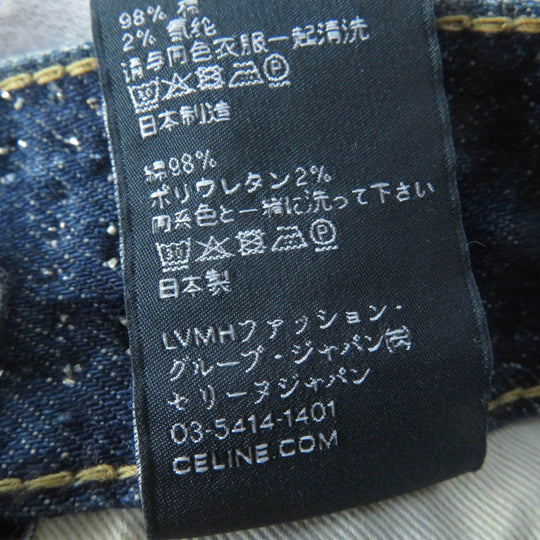 98% 棉
2% 氨纶
请与同色衣服一起清洗
30 P
日本制造
綿98%
ポリウレタン2%
同系色と一緒に洗って下さい
30 P
日本製
LVMHファッション・
グループ・ジャパン㈱
セリーヌジャパン
03-5414-1401
CELINE.COM